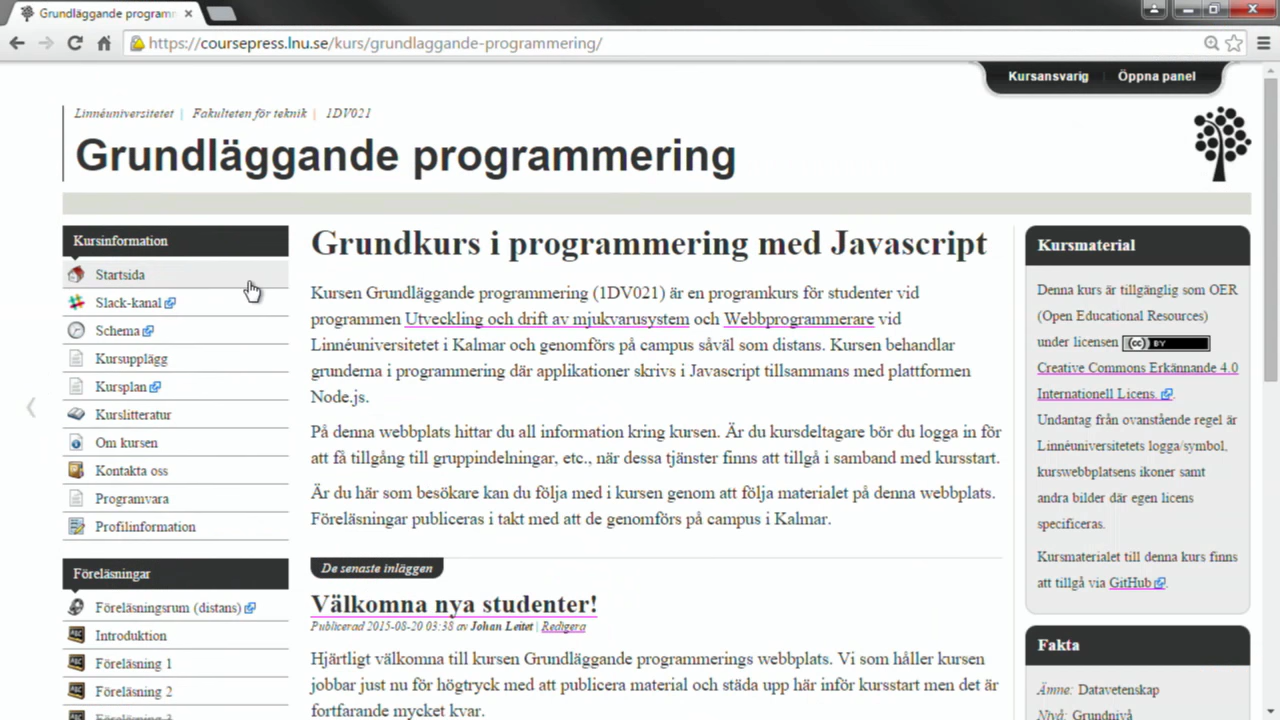 Grundläggande programm
https://coursepress.lnu.se/kurs/grundlaggande-programmering/
Kursansvarig | Öppna panel
Linnéuniversitetet | Fakulteten för teknik | 1DV021
Grundläggande programmering
Kursinformation
Startsida
Slack-kanal
Schema
Kursupplägg
Kursplan
Kurslitteratur
Om kursen
Kontakta oss
Programvara
Profilinformation
Föreläsningar
Föreläsningsrum (distans)
Introduktion
Föreläsning 1
Föreläsning 2
Föreläsning 3
Grundkurs i programmering med Javascript
Kursen Grundläggande programmering (1DV021) är en programkurs för studenter vid
programmen Utveckling och drift av mjukvarusystem och Webbprogrammerare vid
Linnéuniversitetet i Kalmar och genomförs på campus såväl som distans. Kursen behandlar
grunderna i programmering där applikationer skrivs i Javascript tillsammans med plattformen
Node.js.
På denna webbplats hittar du all information kring kursen. Är du kursdeltagare bör du logga in för
att få tillgång till gruppindelningar, etc., när dessa tjänster finns att tillgå i samband med kursstart.
Är du här som besökare kan du följa med i kursen genom att följa materialet på denna webbplats.
Föreläsningar publiceras i takt med att de genomförs på campus i Kalmar.
De senaste inläggen
Välkomna nya studenter!
Publicerad 2015-08-20 03:38 av Johan Leitet | Redigera
Hjärtligt välkomna till kursen Grundläggande programmerings webbplats. Vi som håller kursen
jobbar just nu för högtryck med att publicera material och städa upp här inför kursstart men det är
fortfarande mycket kvar.
Kursmaterial
Denna kurs är tillgänglig som OER
(Open Educational Resources)
under licensen (cc) BY
Creative Commons Erkännande 4.0
Internationell Licens.
Undantag från ovanstående regel är
Linnéuniversitetets logga/symbol,
kurswebbplatsens ikoner samt
andra bilder där egen licens
specificeras.
Kursmaterialet till denna kurs finns
att tillgå via GitHub.
Fakta
Ämne: Datavetenskap
Nivå: Grundnivå